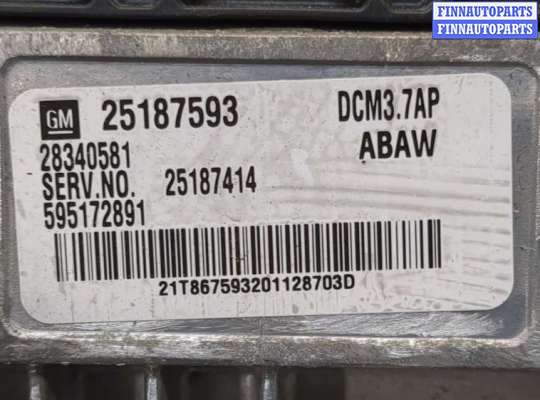 FINNAUTOPARTS
FINNAUTOPARTS
GM 25187593 DCM3.7AP
28340581 ABAW
SERV.NO. 25187414
595172891
21T867593201128703D